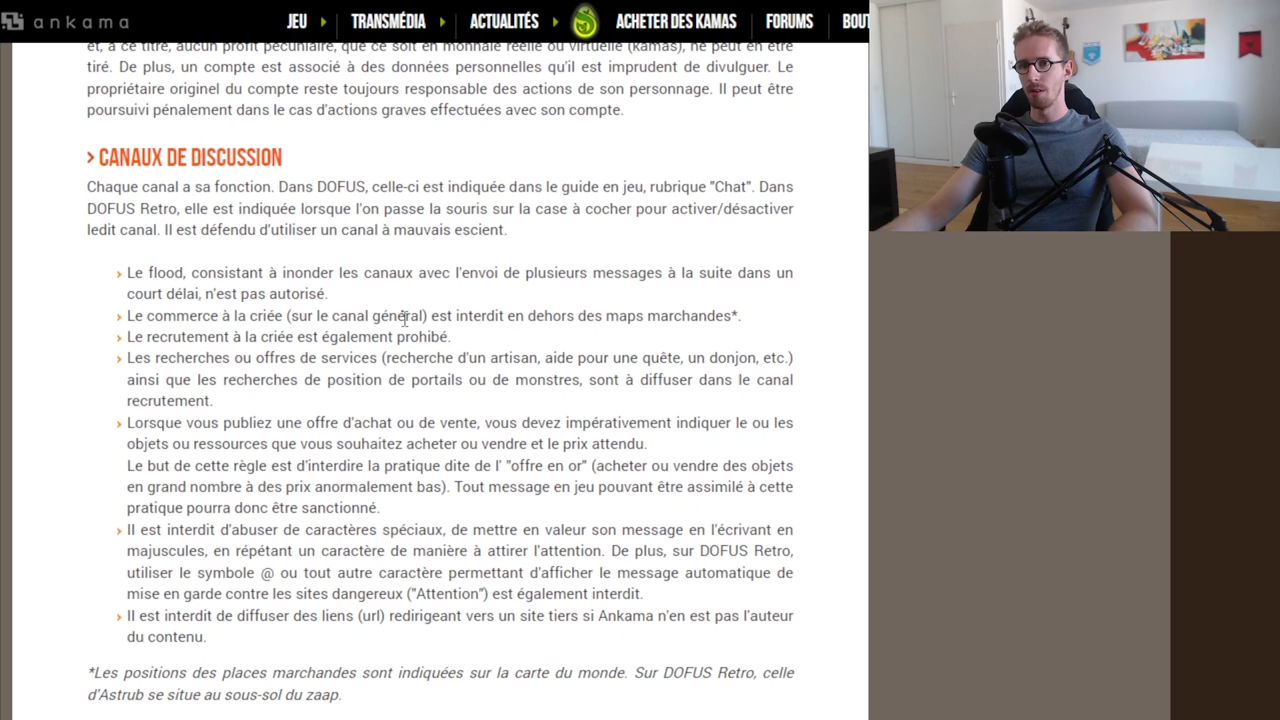 ankama
JEU TRANSMÉDIA ACTUALITÉS ACHETER DES KAMAS FORUMS BOUT
et, à ce titre, aucun profit pécuniaire, que ce soit en monnaie réelle ou virtuelle (kamas), ne peut en être
tiré. De plus, un compte est associé à des données personnelles qu'il est imprudent de divulguer. Le
propriétaire originel du compte reste toujours responsable des actions de son personnage. Il peut être
poursuivi pénalement dans le cas d'actions graves effectuées avec son compte.
> CANAUX DE DISCUSSION
Chaque canal a sa fonction. Dans DOFUS, celle-ci est indiquée dans le guide en jeu, rubrique "Chat". Dans
DOFUS Retro, elle est indiquée lorsque l'on passe la souris sur la case à cocher pour activer/désactiver
ledit canal. Il est défendu d'utiliser un canal à mauvais escient.
› Le flood, consistant à inonder les canaux avec l'envoi de plusieurs messages à la suite dans un
court délai, n'est pas autorisé.
› Le commerce à la criée (sur le canal général) est interdit en dehors des maps marchandes*.
› Le recrutement à la criée est également prohibé.
› Les recherches ou offres de services (recherche d'un artisan, aide pour une quête, un donjon, etc.)
ainsi que les recherches de position de portails ou de monstres, sont à diffuser dans le canal
recrutement.
› Lorsque vous publiez une offre d'achat ou de vente, vous devez impérativement indiquer le ou les
objets ou ressources que vous souhaitez acheter ou vendre et le prix attendu.
Le but de cette règle est d'interdire la pratique dite de l' "offre en or" (acheter ou vendre des objets
en grand nombre à des prix anormalement bas). Tout message en jeu pouvant être assimilé à cette
pratique pourra donc être sanctionné.
› Il est interdit d'abuser de caractères spéciaux, de mettre en valeur son message en l'écrivant en
majuscules, en répétant un caractère de manière à attirer l'attention. De plus, sur DOFUS Retro,
utiliser le symbole @ ou tout autre caractère permettant d'afficher le message automatique de
mise en garde contre les sites dangereux ("Attention") est également interdit.
› Il est interdit de diffuser des liens (url) redirigeant vers un site tiers si Ankama n'en est pas l'auteur
du contenu.
*Les positions des places marchandes sont indiquées sur la carte du monde. Sur DOFUS Retro, celle
d'Astrub se situe au sous-sol du zaap.